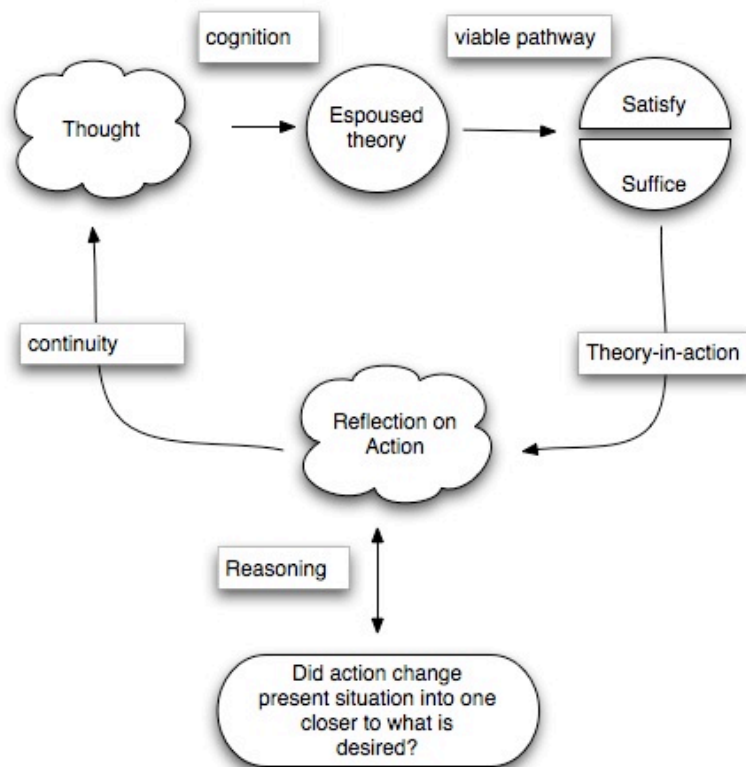 cognition
viable pathway
Thought
Espoused
theory
Satisfy
Suffice
continuity
Theory-in-action
Reflection on
Action
Reasoning
Did action change
present situation into one
closer to what is
desired?